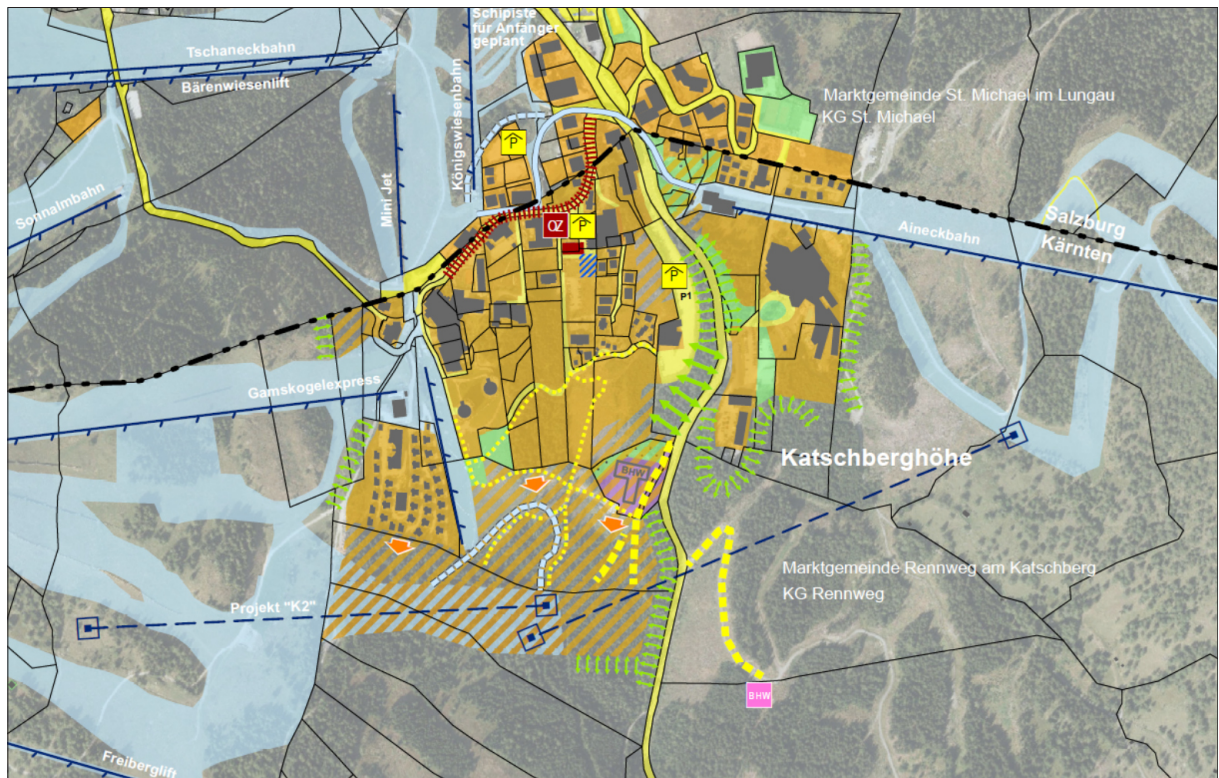 Schipiste
für Anfänger
geplant
Tschaneckbahn
Bärenwiesenlift
Königswiesenbahn
Mini Jet
Sonnalmbahn
P
Marktgemeinde St. Michael im Lungau
KG St. Michael
ÖZ
P
P
P1
Aineckbahn
Salzburg
Kärnten
Gamskogelexpress
Katschberghöhe
BHW
Marktgemeinde Rennweg am Katschberg
KG Rennweg
Projekt "K2"
BHW
Freiberglift